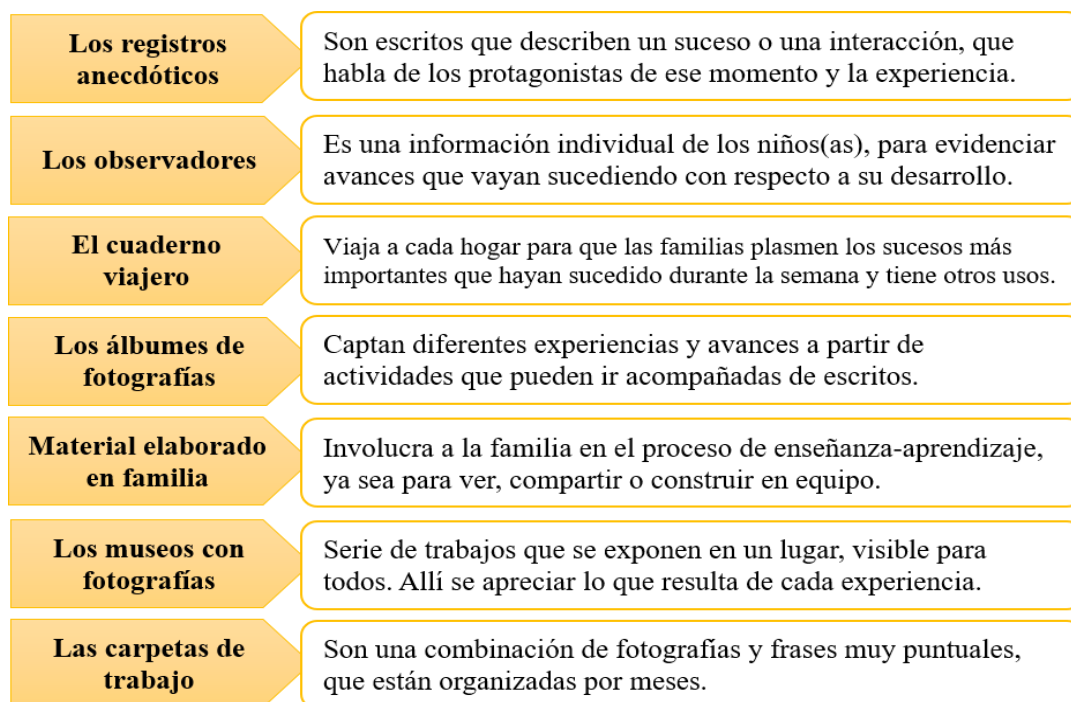 Los registros
anecdóticos
Son escritos que describen un suceso o una interacción, que
habla de los protagonistas de ese momento y la experiencia.
Los observadores
Es una información individual de los niños(as), para evidenciar
avances que vayan sucediendo con respecto a su desarrollo.
El cuaderno
viajero
Viaja a cada hogar para que las familias plasmen los sucesos más
importantes que hayan sucedido durante la semana y tiene otros usos.
Los álbumes de
fotografías
Captan diferentes experiencias y avances a partir de
actividades que pueden ir acompañadas de escritos.
Material elaborado
en familia
Involucra a la familia en el proceso de enseñanza-aprendizaje,
ya sea para ver, compartir o construir en equipo.
Los museos con
fotografías
Serie de trabajos que se exponen en un lugar, visible para
todos. Allí se apreciar lo que resulta de cada experiencia.
Las carpetas de
trabajo
Son una combinación de fotografías y frases muy puntuales,
que están organizadas por meses.